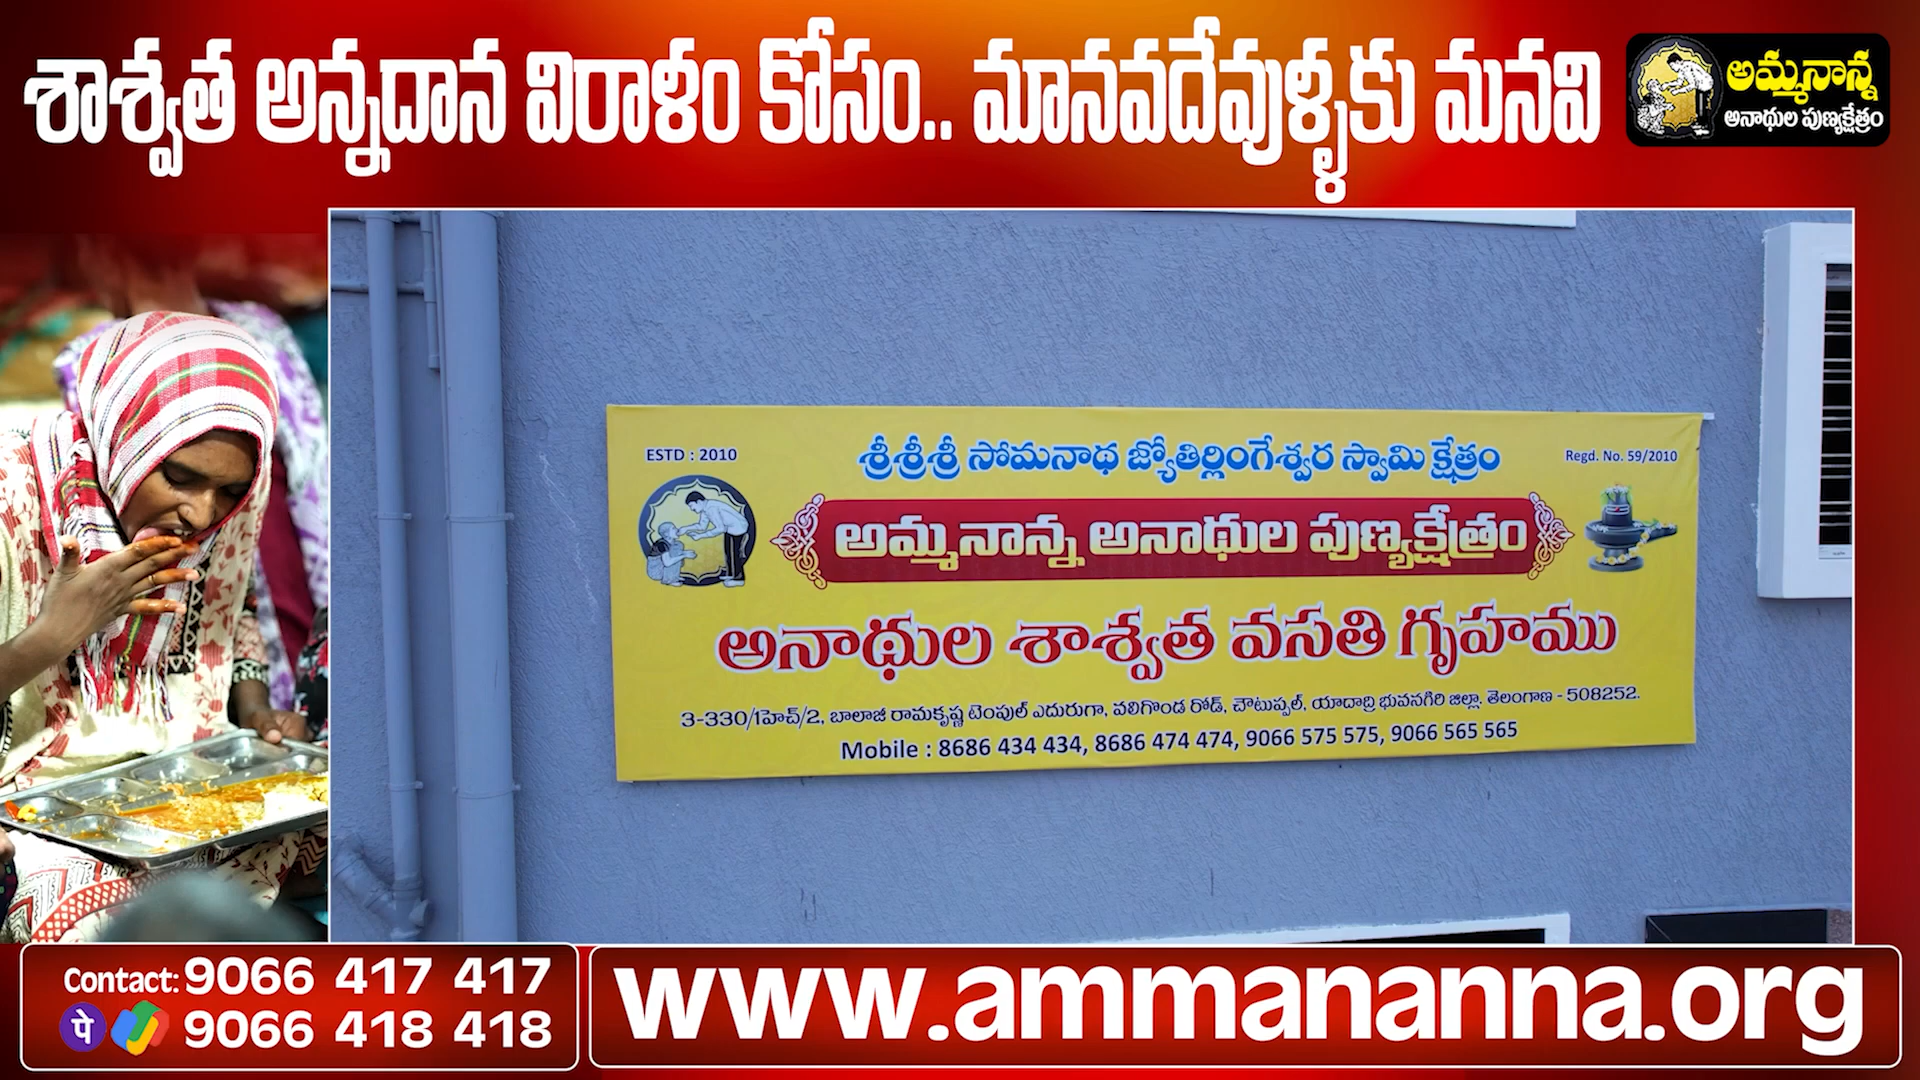 శాశ్వత అన్నదాన విరాళం కోసం.. మానవదేవుళ్ళకు మనవి
అమ్మనాన్న
అనాథుల పుణ్యక్షేత్రం
ESTD : 2010
శ్రీశ్రీశ్రీ సోమనాథ జ్యోతిర్లింగేశ్వర స్వామి క్షేత్రం
Regd. No. 59/2010
అమ్మనాన్న అనాథుల పుణ్యక్షేత్రం
అనాథుల శాశ్వత వసతి గృహము
3-330/1హెచ్/2, బాలాజీ రామకృష్ణ టెంపుల్ ఎదురుగా, వలిగొండ రోడ్, చౌటుప్పల్, యాదాద్రి భువనగిరి జిల్లా, తెలంగాణ - 508252.
Mobile : 8686 434 434, 8686 474 474, 9066 575 575, 9066 565 565
Contact: 9066 417 417
पे 9066 418 418
www.ammananna.org